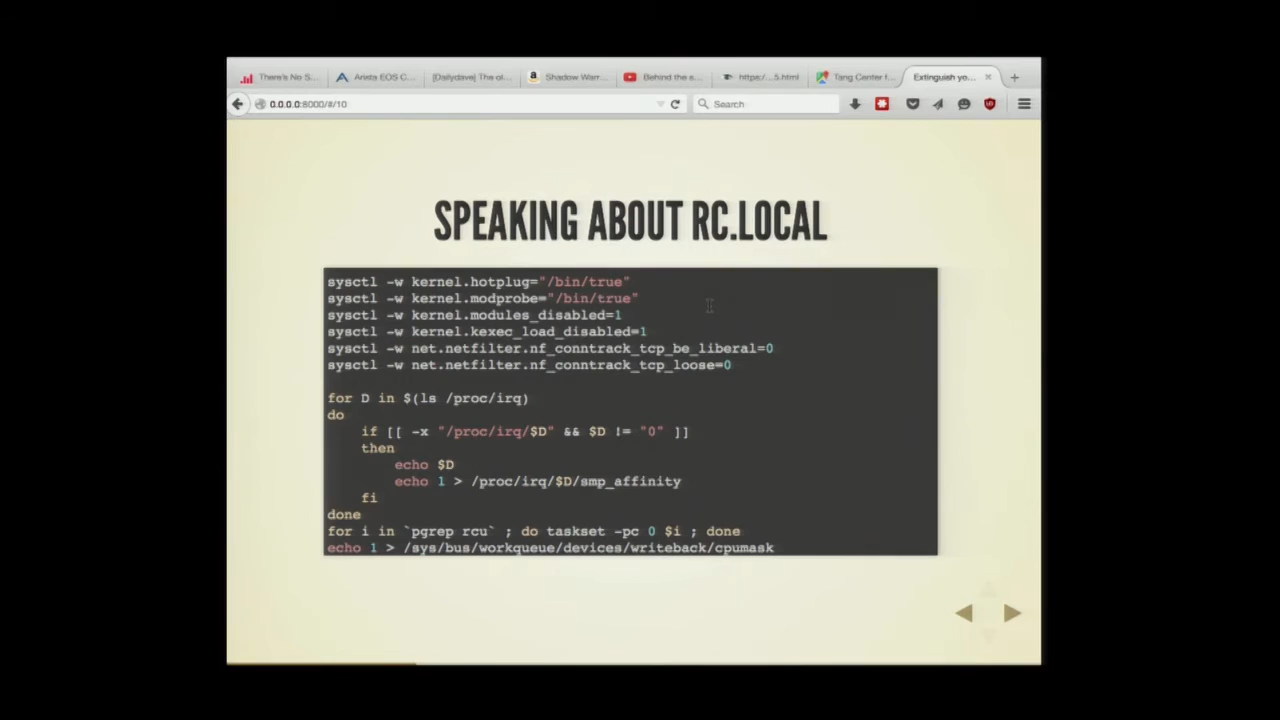 There's No S...
Arista EOS C...
[Dailydave] The ol...
Shadow Warr...
Behind the s...
https:/...5.html
Tang Center f...
Extinguish yo...
0.0.0.0:8000/#/10
Search
SPEAKING ABOUT RC.LOCAL
sysctl -w kernel.hotplug="/bin/true"
sysctl -w kernel.modprobe="/bin/true"
sysctl -w kernel.modules_disabled=1
sysctl -w kernel.kexec_load_disabled=1
sysctl -w net.netfilter.nf_conntrack_tcp_be_liberal=0
sysctl -w net.netfilter.nf_conntrack_tcp_loose=0
for D in $(ls /proc/irq)
do
if [[ -x "/proc/irq/$D" && $D != "0" ]]
then
echo $D
echo 1 > /proc/irq/$D/smp_affinity
fi
done
for i in `pgrep rcu` ; do taskset -pc 0 $i ; done
echo 1 > /sys/bus/workqueue/devices/writeback/cpumask